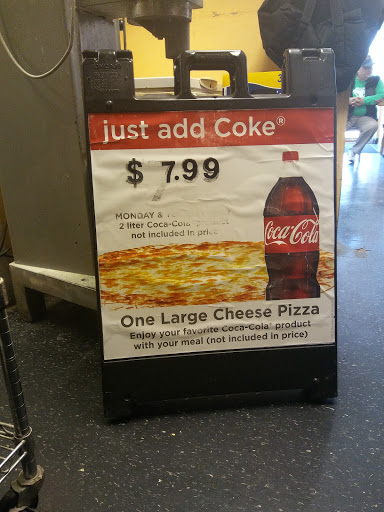 just add Coke®
$ 7.99
MONDAY &
2 liter Coca-Cola
not included in price
Coca-Cola
One Large Cheese Pizza
Enjoy your favorite Coca-Cola® product
with your meal (not included in price)